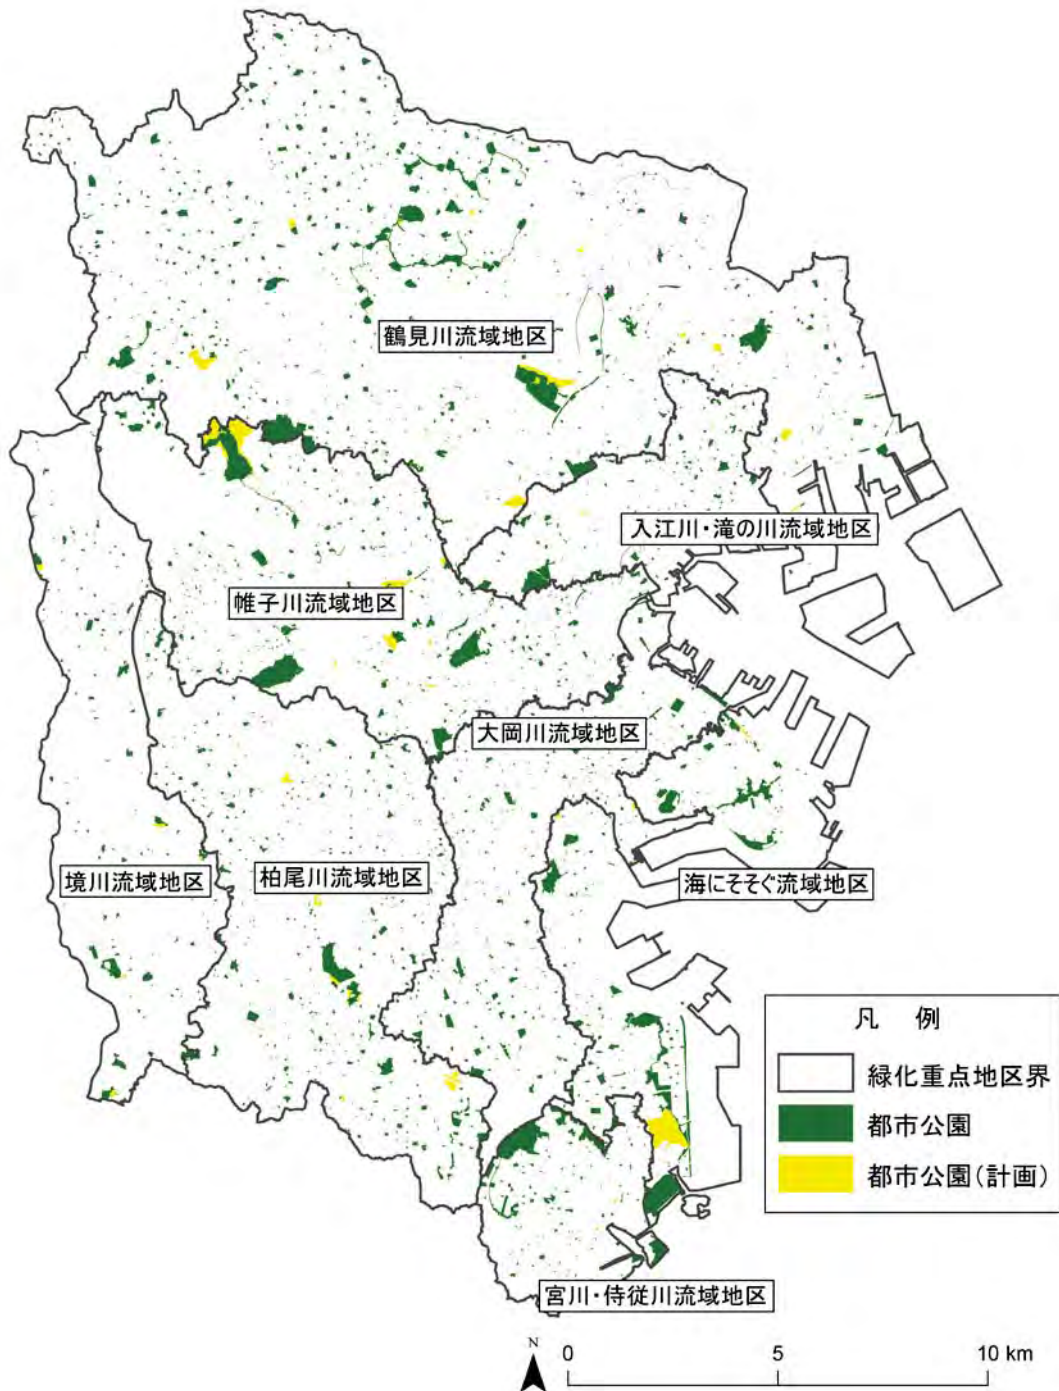 鶴見川流域地区
入江川・滝の川流域地区
帷子川流域地区
大岡川流域地区
境川流域地区
柏尾川流域地区
海にそそぐ流域地区
凡 例
緑化重点地区界
都市公園
都市公園(計画)
宮川・侍従川流域地区
N
0 5 10 km